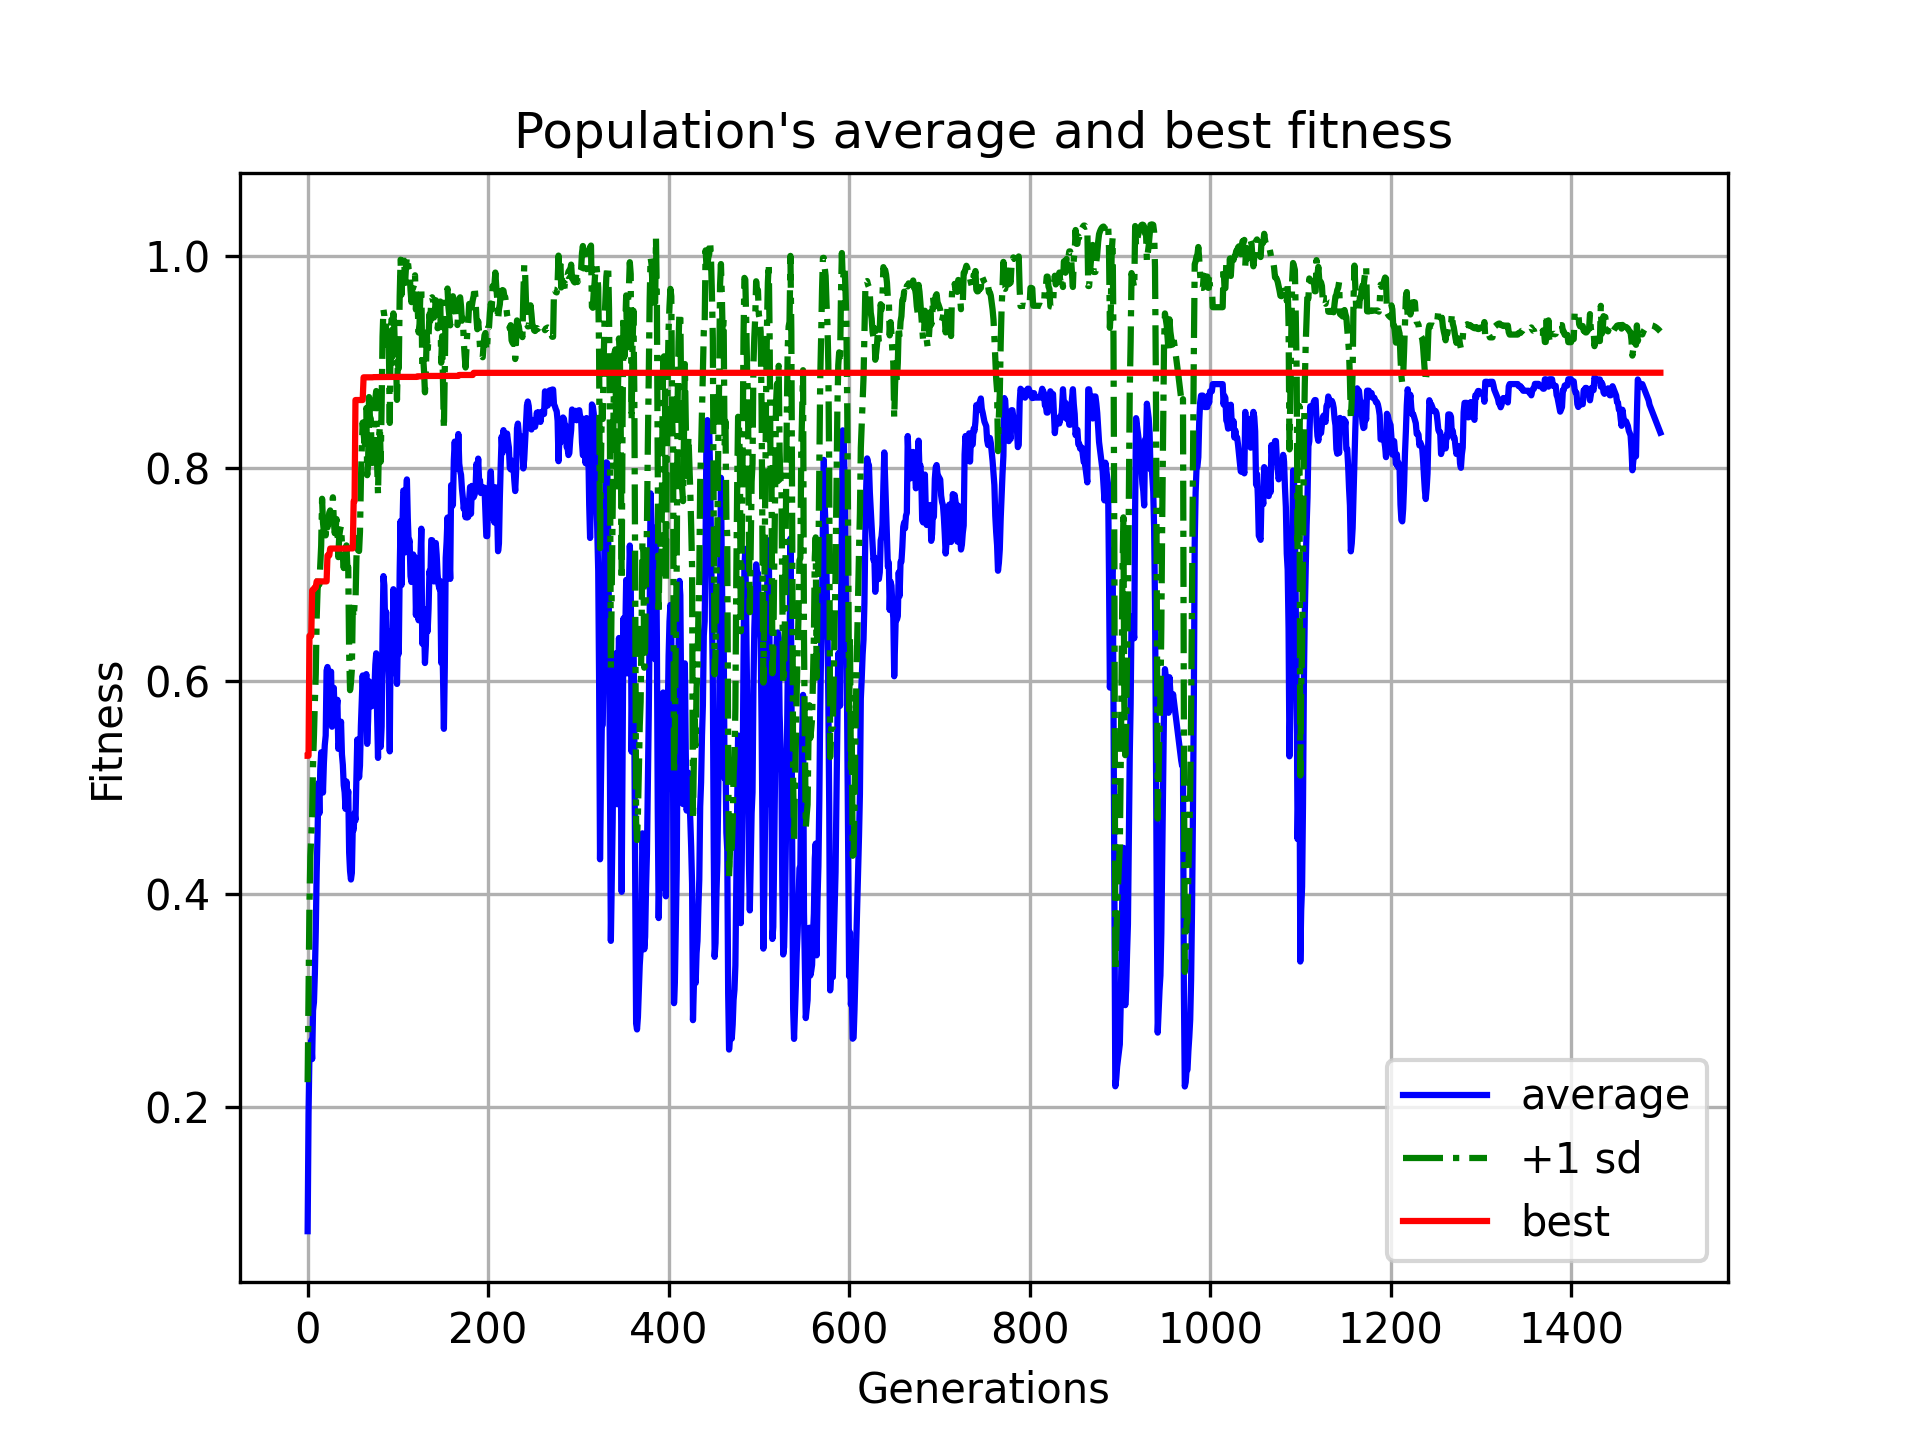 Population's average and best fitness
Fitness
1.0
0.8
0.6
0.4
0.2
0 200 400 600 800 1000 1200 1400
Generations
average
+1 sd
best